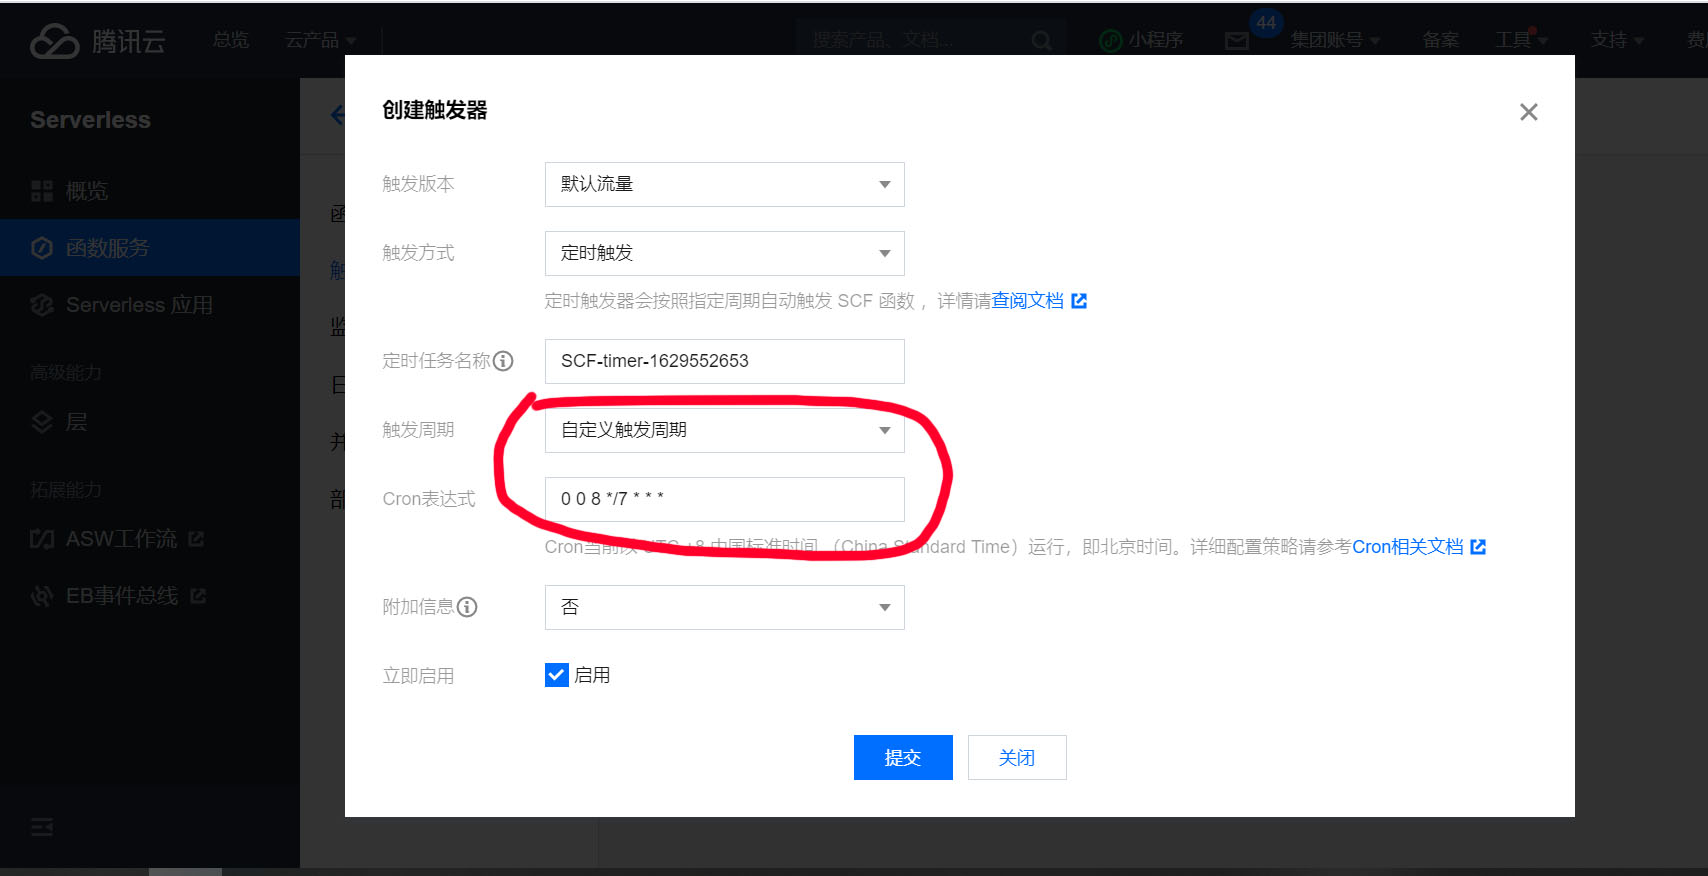 腾讯云 总览 云产品 搜索产品、文档... 小程序 44 集团账号 备案 工具 支持
Serverless
概览
函数服务
Serverless 应用
高级能力
层
拓展能力
ASW工作流
EB事件总线
创建触发器
触发版本 默认流量
触发方式 定时触发
定时触发器会按照指定周期自动触发 SCF 函数 ，详情请查阅文档
定时任务名称 SCF-timer-1629552653
触发周期 自定义触发周期
Cron表达式 0 0 8 */7 * * *
Cron当前以 UTC +8 中国标准时间 （China Standard Time）运行，即北京时间。详细配置策略请参考Cron相关文档
附加信息 否
立即启用 启用
提交 关闭